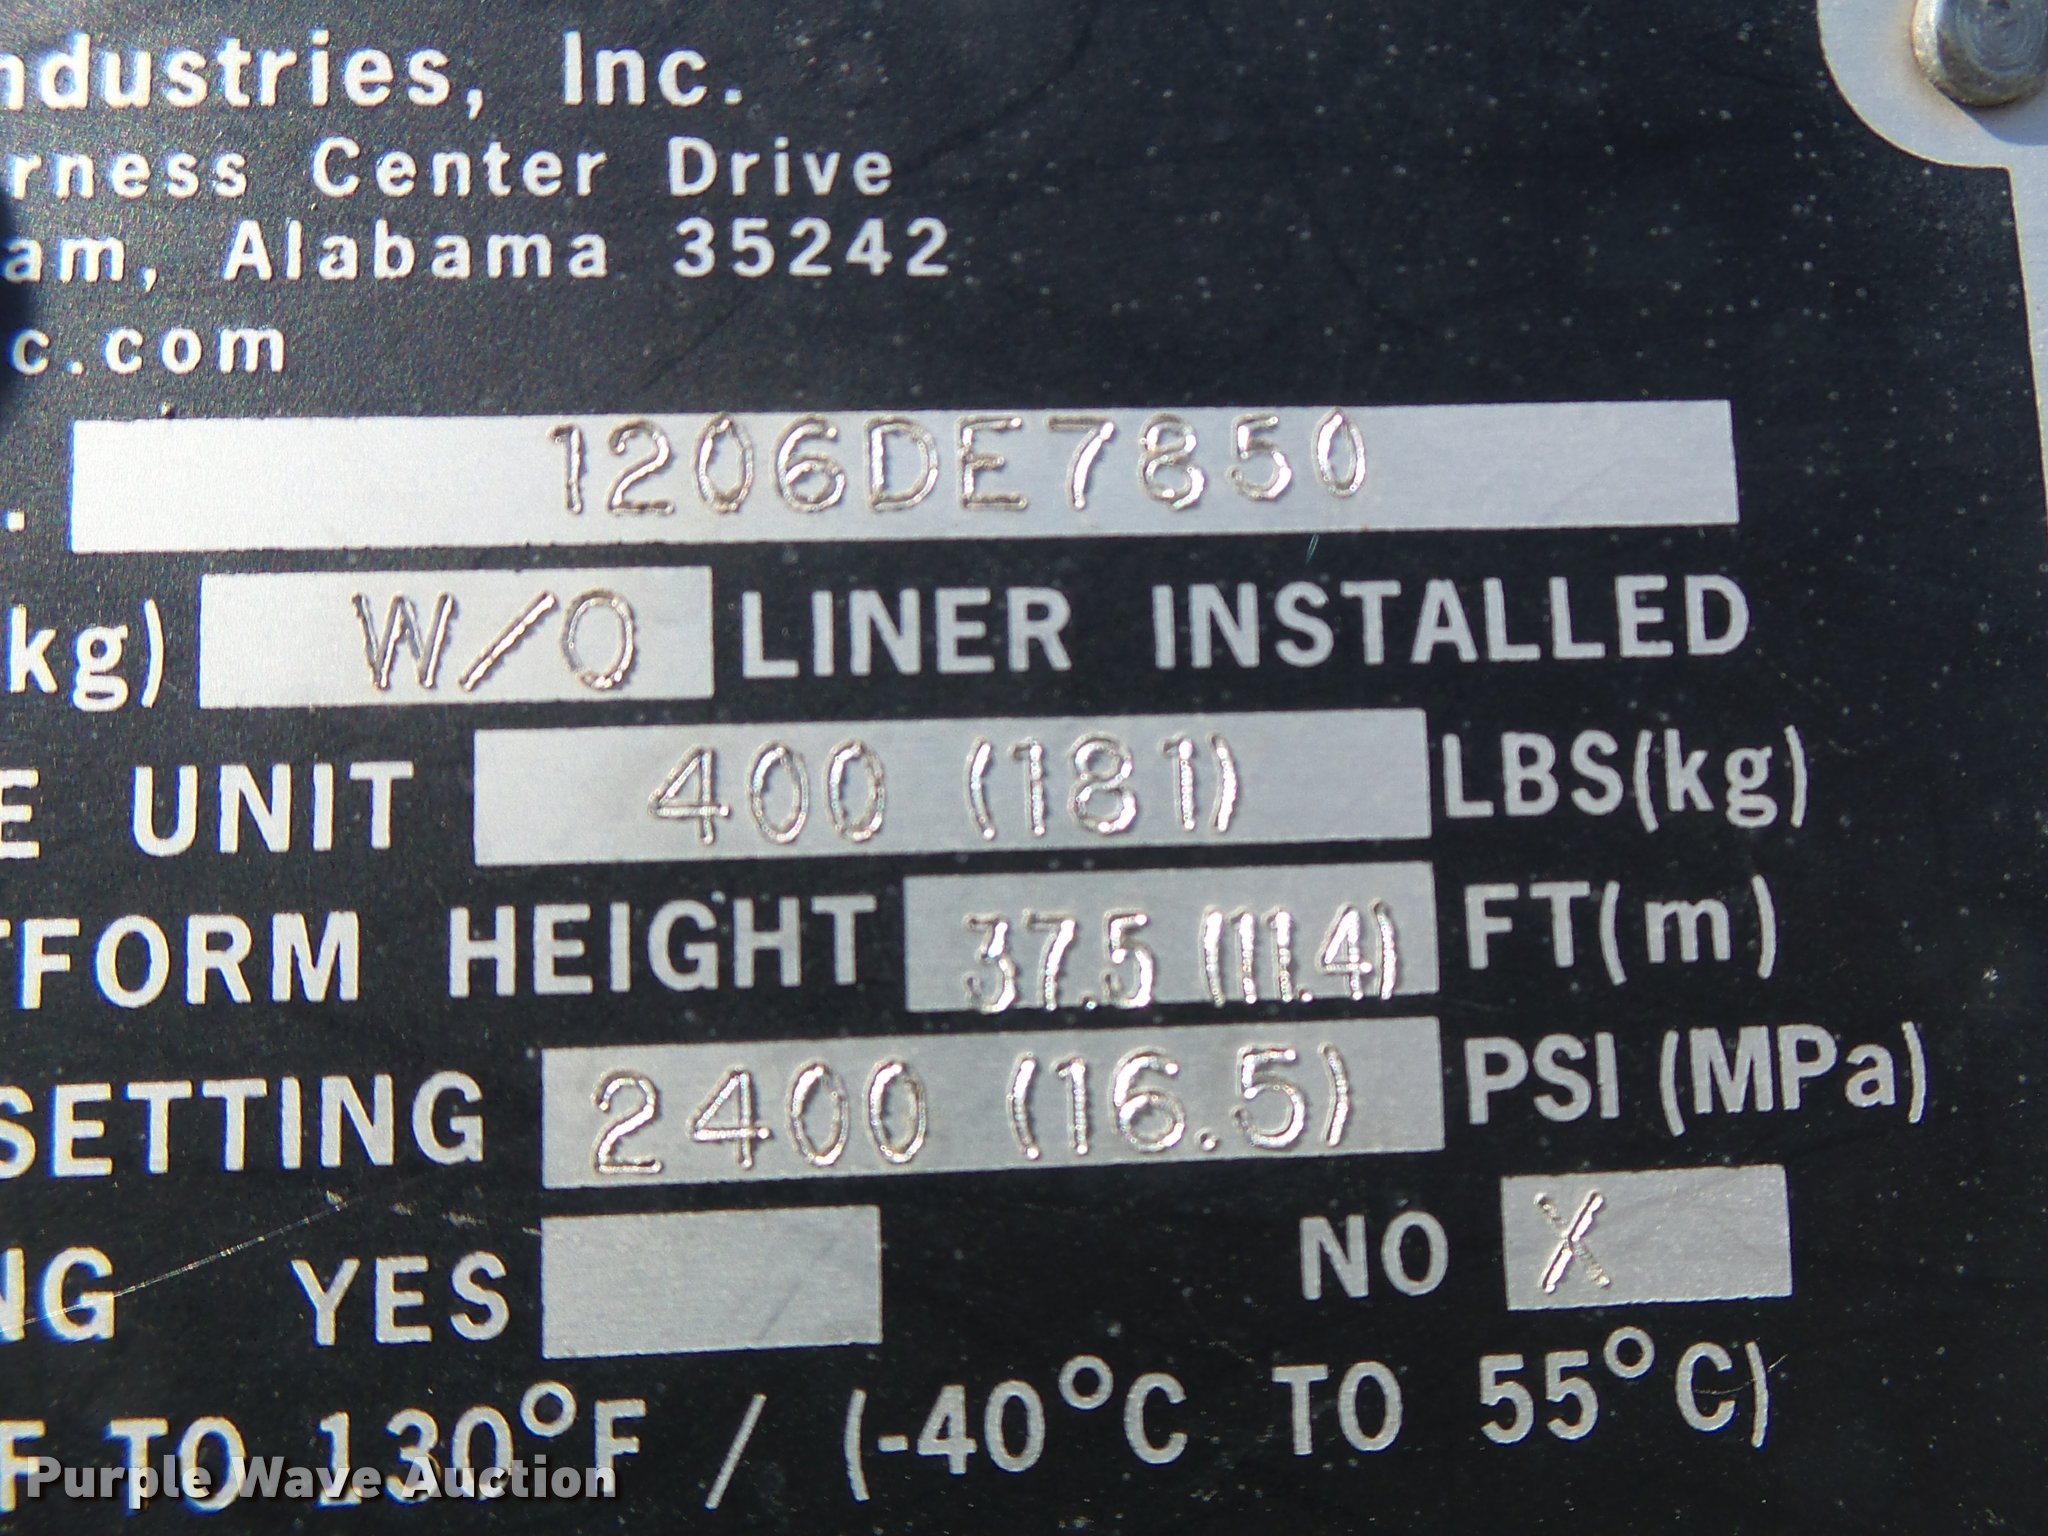 ndustries, Inc.
rness Center Drive
am, Alabama 35242
c.com
. 1206DE7850
kg) W/O LINER INSTALLED
E UNIT 400 (181) LBS(kg)
TFORM HEIGHT 37.5 (11.4) FT(m)
SETTING 2400 (16.5) PSI (MPa)
NG YES NO X
F TO 130°F / (-40°C TO 55°C)
Purple Wave Auction